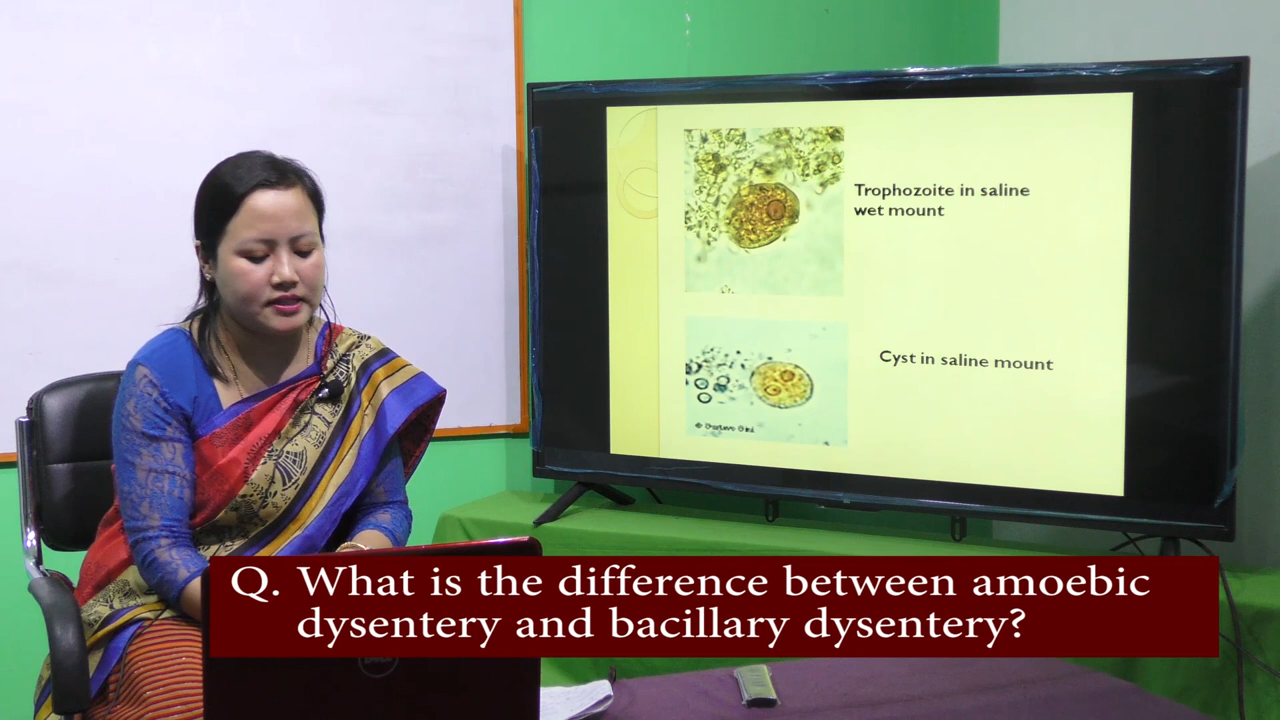 Trophozoite in saline
wet mount
Cyst in saline mount
Q. What is the difference between amoebic
dysentery and bacillary dysentery?
DELL